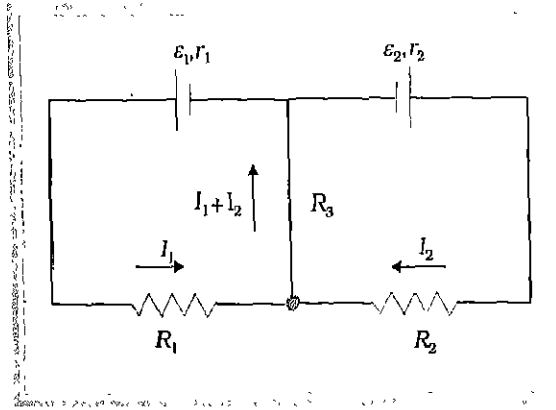 ε₁,r₁
ε₂,r₂
I₁+I₂
R₃
I₁
I₂
R₁
R₂